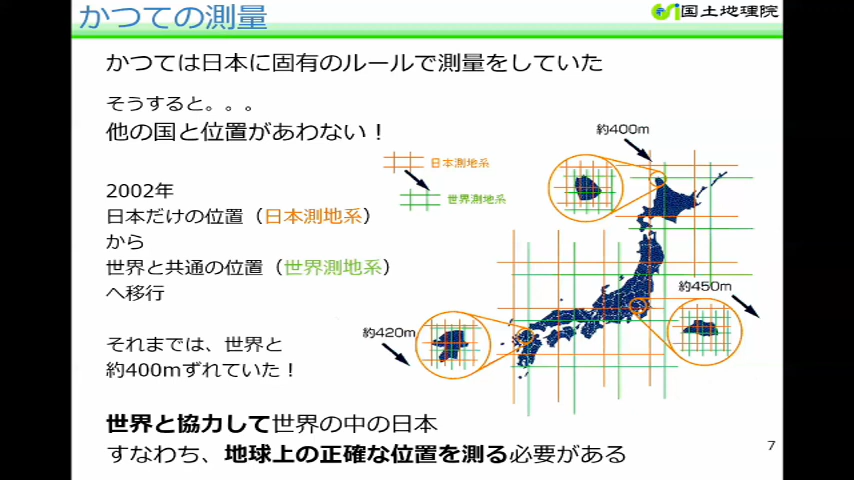 かつての測量
国土地理院
かつては日本に固有のルールで測量をしていた
そうすると。。。
他の国と位置があわない！
日本測地系
世界測地系
約400m
2002年
日本だけの位置（日本測地系）
から
世界と共通の位置（世界測地系）
へ移行
約450m
約420m
それまでは、世界と
約400mずれていた！
世界と協力して世界の中の日本
すなわち、地球上の正確な位置を測る必要がある
7